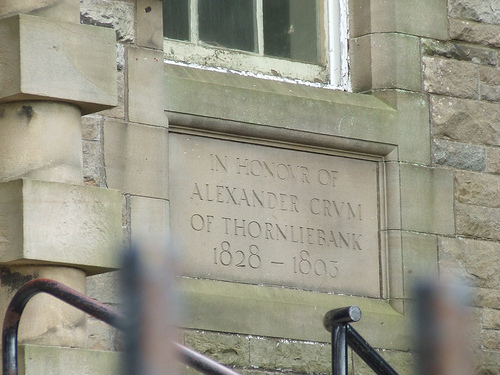 IN HONOVR OF
ALEXANDER CRVM
OF THORNLIEBANK
1828 – 1893